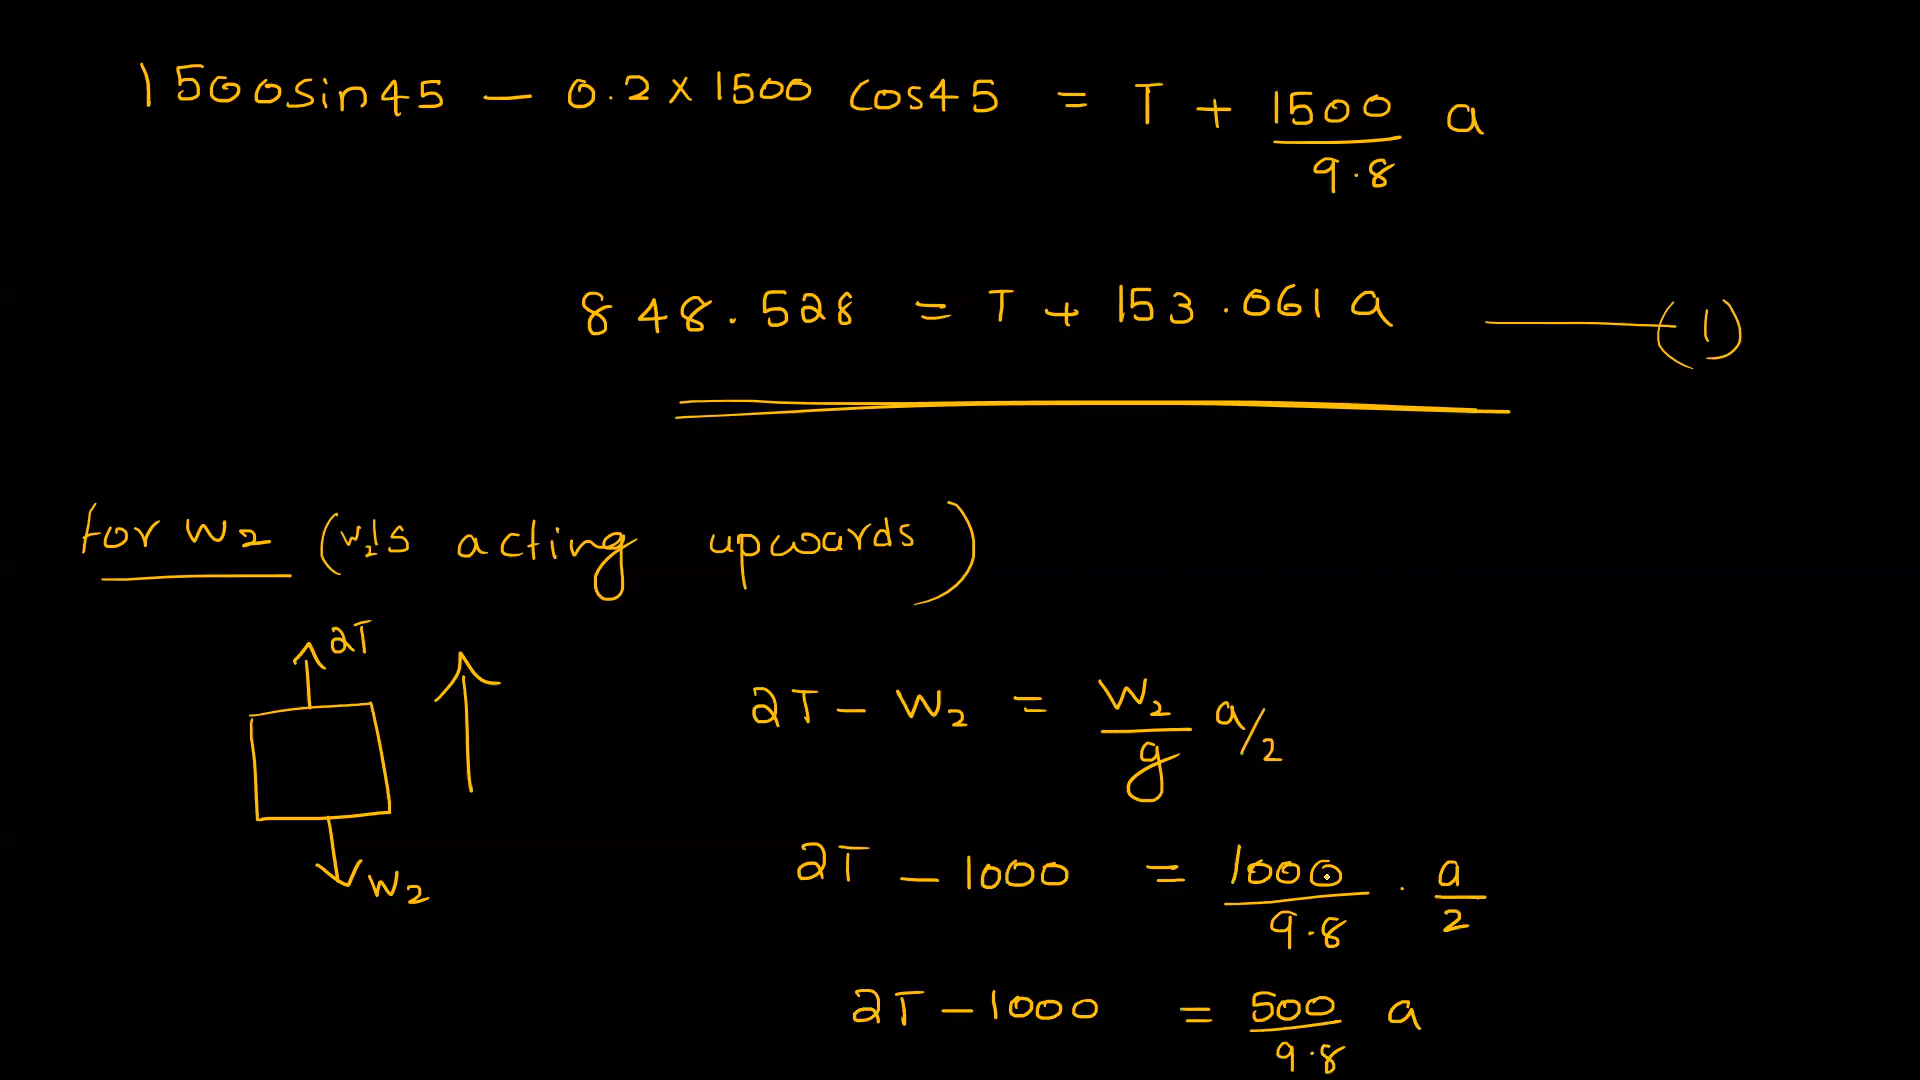 1500sin45 – 0.2 × 1500 cos45 = T + 1500/9.8 a
848.528 = T + 153.061 a —— (1)
for W2 (W2 is acting upwards)
2T
2T – W2 = W2/g a/2
2T – 1000 = 1000/9.8 . a/2
W2
2T – 1000 = 500/9.8 a